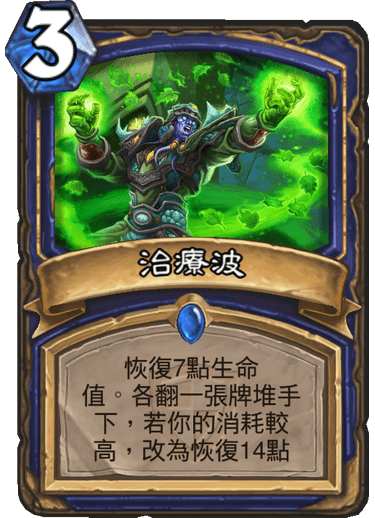 3
治療波
恢復7點生命
值。各翻一張牌堆手
下，若你的消耗較
高，改為恢復14點